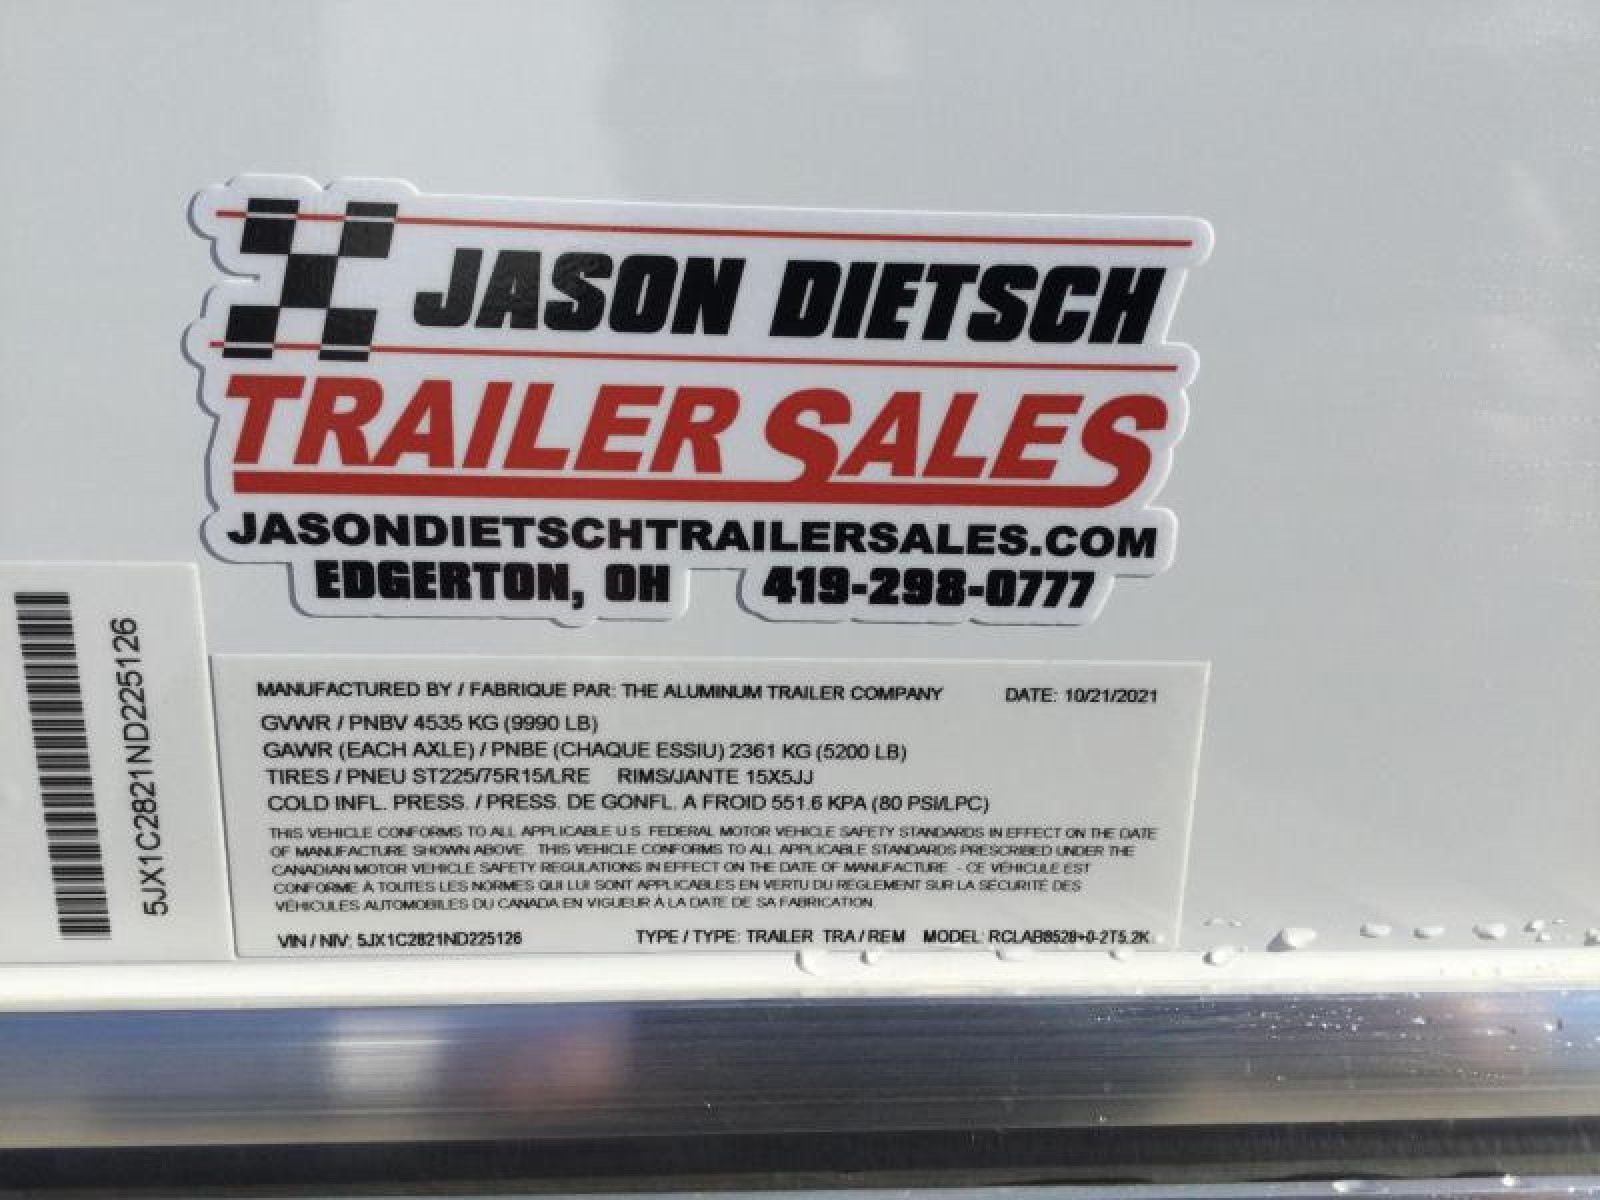 JASON DIETSCH
TRAILER SALES
JASONDIETSCHTRAILERSALES.COM
EDGERTON, OH 419-298-0777
5JX1C2821ND225126
MANUFACTURED BY / FABRIQUE PAR: THE ALUMINUM TRAILER COMPANY DATE: 10/21/2021
GVWR / PNBV 4535 KG (9990 LB)
GAWR (EACH AXLE) / PNBE (CHAQUE ESSIU) 2361 KG (5200 LB)
TIRES / PNEU ST225/75R15/LRE RIMS/JANTE 15X5JJ
COLD INFL. PRESS. / PRESS. DE GONFL. A FROID 551.6 KPA (80 PSI/LPC)
THIS VEHICLE CONFORMS TO ALL APPLICABLE U.S. FEDERAL MOTOR VEHICLE SAFETY STANDARDS IN EFFECT ON THE DATE
OF MANUFACTURE SHOWN ABOVE. THIS VEHICLE CONFORMS TO ALL APPLICABLE STANDARDS PRESCRIBED UNDER THE
CANADIAN MOTOR VEHICLE SAFETY REGULATIONS IN EFFECT ON THE DATE OF MANUFACTURE - CE VÉHICULE EST
CONFORME À TOUTES LES NORMES QUI LUI SONT APPLICABLES EN VERTU DU RÈGLEMENT SUR LA SÉCURITÉ DES
VÉHICULES AUTOMOBILES DU CANADA EN VIGUEUR À LA DATE DE SA FABRICATION.
VIN / NIV: 5JX1C2821ND225126 TYPE / TYPE: TRAILER TRA / REM MODEL: RCLAB8528+0-2T5.2K